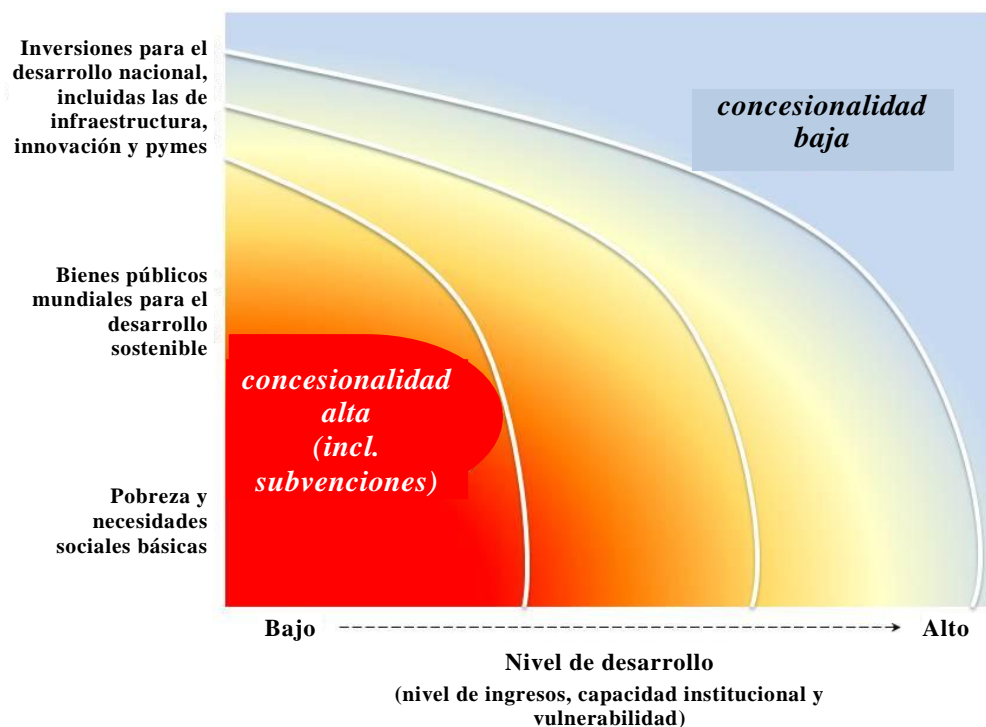 Inversiones para el
desarrollo nacional,
incluidas las de
infraestructura,
innovación y pymes
concesionalidad
baja
Bienes públicos
mundiales para el
desarrollo
sostenible
concesionalidad
alta
(incl.
subvenciones)
Pobreza y
necesidades
sociales básicas
Bajo
Alto
Nivel de desarrollo
(nivel de ingresos, capacidad institucional y
vulnerabilidad)